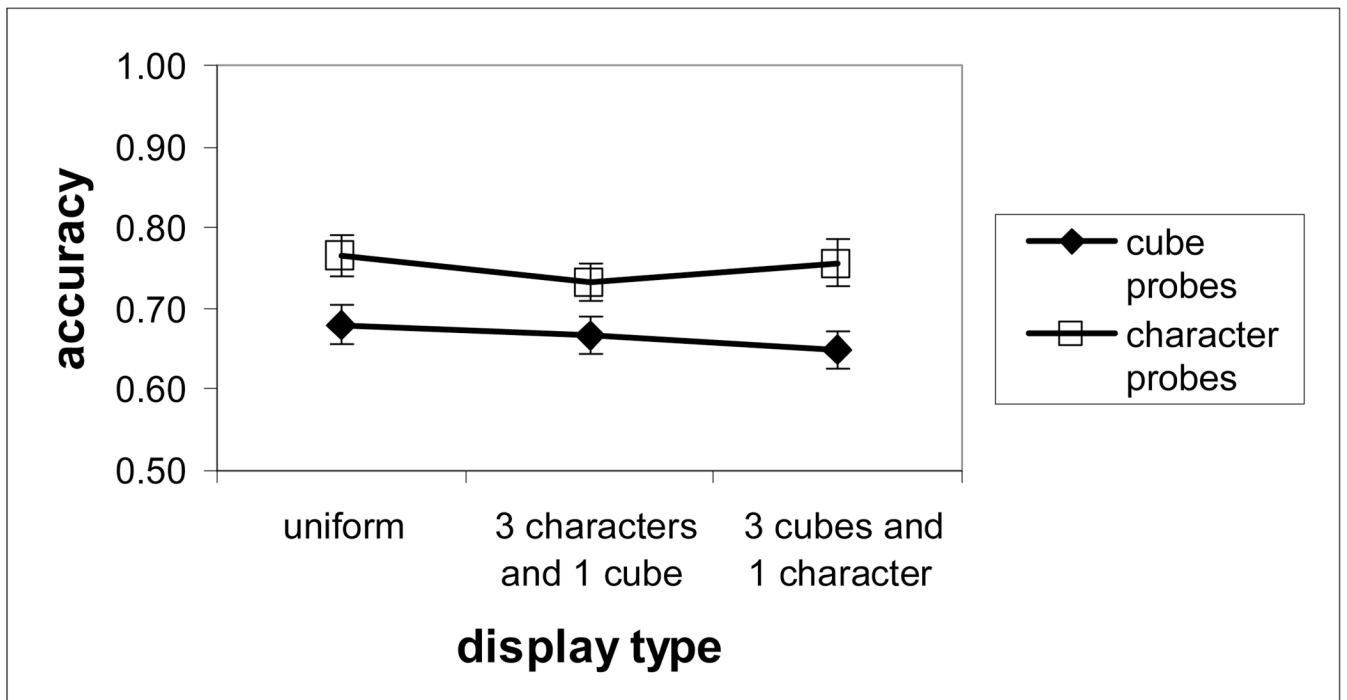 1.00
0.90
0.80
0.70
0.60
0.50
accuracy
uniform
3 characters
and 1 cube
3 cubes and
1 character
display type
cube
probes
character
probes